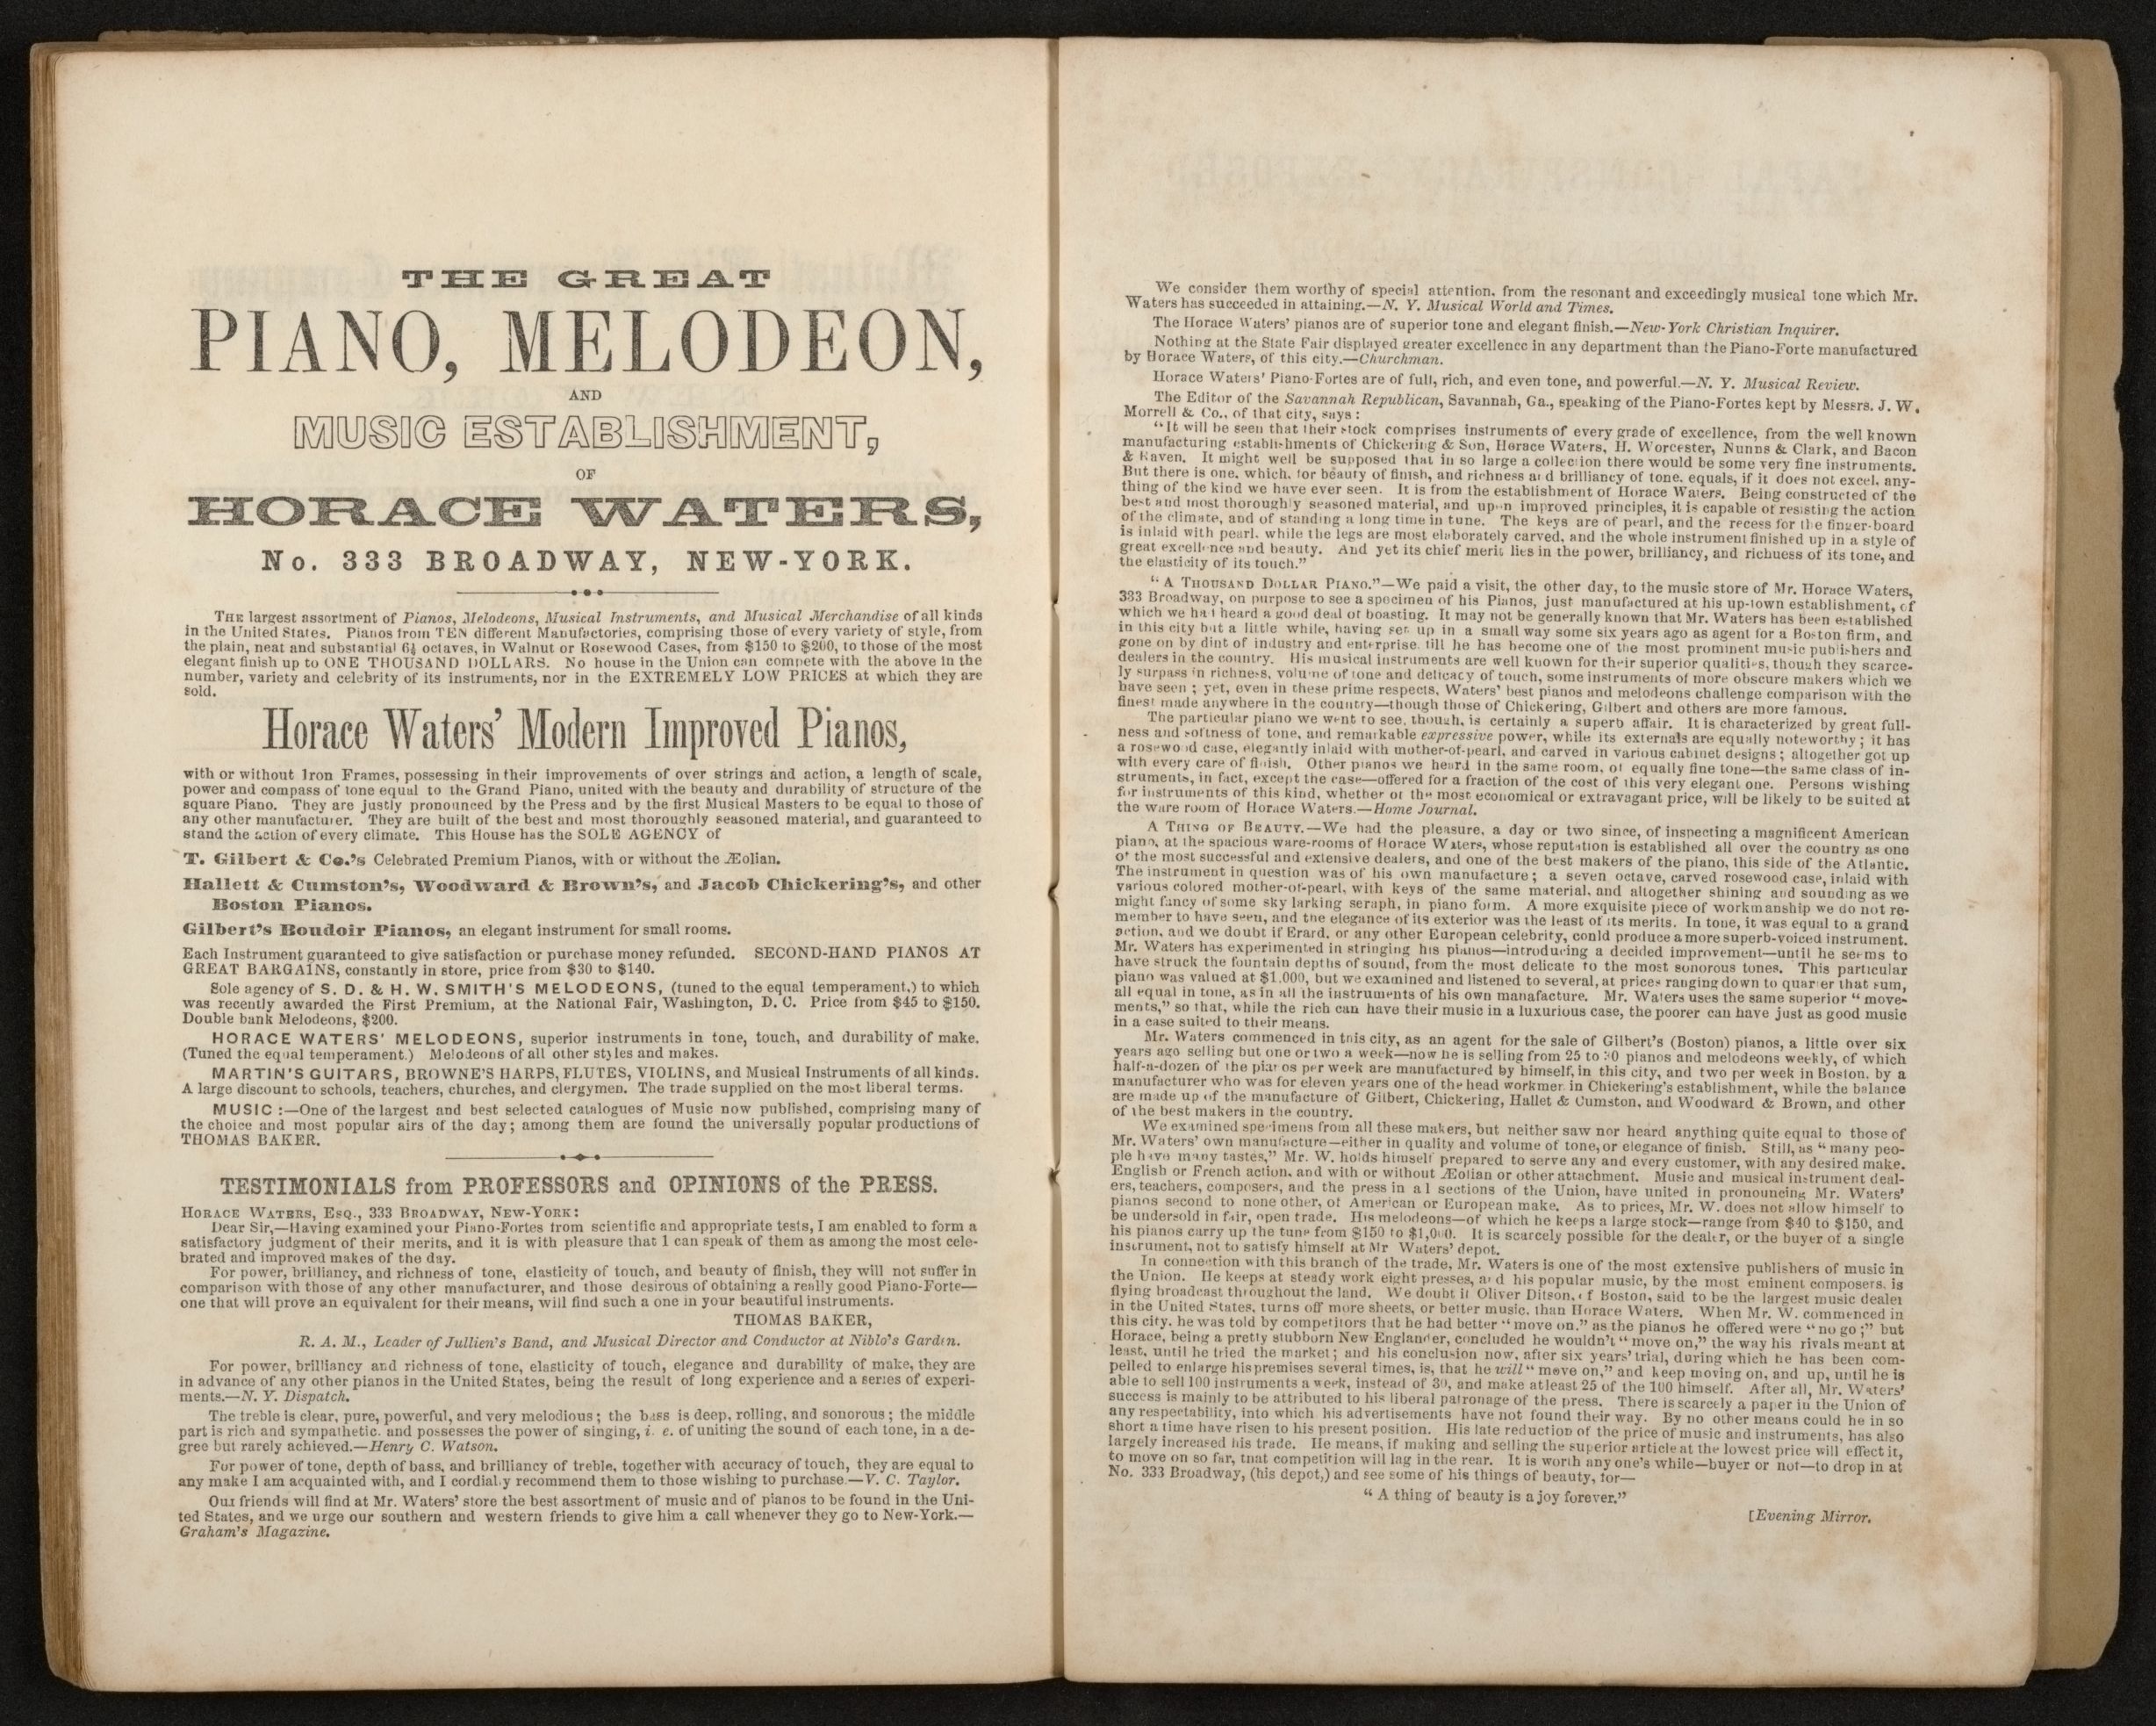 THE GREAT
PIANO, MELODEON,
AND
MUSIC ESTABLISHMENT,
OF
HORACE WATERS,
No. 333 BROADWAY, NEW-YORK.
THE largest assortment of Pianos, Melodeons, Musical Instruments, and Musical Merchandise of all kinds
in the United States. Pianos from TEN different Manufactories, comprising those of every variety of style, from
the plain, neat and substantial 6½ octaves, in Walnut or Rosewood Cases, from $150 to $200, to those of the most
elegant finish up to ONE THOUSAND DOLLARS. No house in the Union can compete with the above in the
number, variety and celebrity of its instruments, nor in the EXTREMELY LOW PRICES at which they are
sold.
Horace Waters' Modern Improved Pianos,
with or without Iron Frames, possessing in their improvements of over strings and action, a length of scale,
power and compass of tone equal to the Grand Piano, united with the beauty and durability of structure of the
square Piano. They are justly pronounced by the Press and by the first Musical Masters to be equal to those of
any other manufacturer. They are built of the best and most thoroughly seasoned material, and guaranteed to
stand the action of every climate. This House has the SOLE AGENCY of
T. Gilbert & Co.'s Celebrated Premium Pianos, with or without the Æolian.
Hallett & Cumston's, Woodward & Brown's, and Jacob Chickering's, and other
Boston Pianos.
Gilbert's Boudoir Pianos, an elegant instrument for small rooms.
Each Instrument guaranteed to give satisfaction or purchase money refunded. SECOND-HAND PIANOS AT
GREAT BARGAINS, constantly in store, price from $30 to $140.
Sole agency of S. D. & H. W. SMITH'S MELODEONS, (tuned to the equal temperament,) to which
was recently awarded the First Premium, at the National Fair, Washington, D. C. Price from $45 to $150.
Double bank Melodeons, $200.
HORACE WATERS' MELODEONS, superior instruments in tone, touch, and durability of make.
(Tuned the equal temperament.) Melodeons of all other styles and makes.
MARTIN'S GUITARS, BROWNE'S HARPS, FLUTES, VIOLINS, and Musical Instruments of all kinds.
A large discount to schools, teachers, churches, and clergymen. The trade supplied on the most liberal terms.
MUSIC :—One of the largest and best selected catalogues of Music now published, comprising many of
the choice and most popular airs of the day; among them are found the universally popular productions of
THOMAS BAKER.
TESTIMONIALS from PROFESSORS and OPINIONS of the PRESS.
HORACE WATERS, ESQ., 333 BROADWAY, NEW-YORK:
Dear Sir,—Having examined your Piano-Fortes from scientific and appropriate tests, I am enabled to form a
satisfactory judgment of their merits, and it is with pleasure that I can speak of them as among the most cele-
brated and improved makes of the day.
For power, brilliancy, and richness of tone, elasticity of touch, and beauty of finish, they will not suffer in
comparison with those of any other manufacturer, and those desirous of obtaining a really good Piano-Forte—
one that will prove an equivalent for their means, will find such a one in your beautiful instruments.
THOMAS BAKER,
R. A. M., Leader of Jullien's Band, and Musical Director and Conductor at Niblo's Garden.
For power, brilliancy and richness of tone, elasticity of touch, elegance and durability of make, they are
in advance of any other pianos in the United States, being the result of long experience and a series of experi-
ments.—N. Y. Dispatch.
The treble is clear, pure, powerful, and very melodious; the bass is deep, rolling, and sonorous; the middle
part is rich and sympathetic. and possesses the power of singing, i. e. of uniting the sound of each tone, in a de-
gree but rarely achieved.—Henry C. Watson.
For power of tone, depth of bass, and brilliancy of treble, together with accuracy of touch, they are equal to
any make I am acquainted with, and I cordially recommend them to those wishing to purchase.—V. C. Taylor.
Our friends will find at Mr. Waters' store the best assortment of music and of pianos to be found in the Uni-
ted States, and we urge our southern and western friends to give him a call whenever they go to New-York.—
Graham's Magazine.
We consider them worthy of special attention, from the resonant and exceedingly musical tone which Mr.
Waters has succeeded in attaining.—N. Y. Musical World and Times.
The Horace Waters' pianos are of superior tone and elegant finish.—New-York Christian Inquirer.
Nothing at the State Fair displayed greater excellence in any department than the Piano-Forte manufactured
by Horace Waters, of this city.—Churchman.
Horace Waters' Piano-Fortes are of full, rich, and even tone, and powerful.—N. Y. Musical Review.
The Editor of the Savannah Republican, Savannah, Ga., speaking of the Piano-Fortes kept by Messrs. J. W.
Morrell & Co., of that city, says:
"It will be seen that their stock comprises instruments of every grade of excellence, from the well known
manufacturing establishments of Chickering & Son, Horace Waters, H. Worcester, Nunns & Clark, and Bacon
& Raven. It might well be supposed that in so large a collection there would be some very fine instruments.
But there is one, which, for beauty of finish, and richness and brilliancy of tone, equals, if it does not excel, any-
thing of the kind we have ever seen. It is from the establishment of Horace Waters. Being constructed of the
best and most thoroughly seasoned material, and upon improved principles, it is capable of resisting the action
of the climate, and of standing a long time in tune. The keys are of pearl, and the recess for the finger-board
is inlaid with pearl, while the legs are most elaborately carved, and the whole instrument finished up in a style of
great excellence and beauty. And yet its chief merit lies in the power, brilliancy, and richuess of its tone, and
the elasticity of its touch."
"A THOUSAND DOLLAR PIANO."—We paid a visit, the other day, to the music store of Mr. Horace Waters,
333 Broadway, on purpose to see a specimen of his Pianos, just manufactured at his up-town establishment, of
which we had heard a good deal of boasting. It may not be generally known that Mr. Waters has been established
in this city but a little while, having set up in a small way some six years ago as agent for a Boston firm, and
gone on by dint of industry and enterprise, till he has become one of the most prominent music publishers and
dealers in the country. His musical instruments are well known for their superior qualities, though they scarce-
ly surpass in richness, volume of tone and delicacy of touch, some instruments of more obscure makers which we
have seen; yet, even in these prime respects, Waters' best pianos and melodeons challenge comparison with the
finest made anywhere in the country—though those of Chickering, Gilbert and others are more famous.
The particular piano we went to see, though, is certainly a superb affair. It is characterized by great full-
ness and softness of tone, and remarkable expressive power, while its externals are equally noteworthy; it has
a rosewood case, elegantly inlaid with mother-of-pearl, and carved in various cabinet designs; altogether got up
with every care of finish. Other pianos we heard in the same room, of equally fine tone—the same class of in-
struments, in fact, except the case—offered for a fraction of the cost of this very elegant one. Persons wishing
for instruments of this kind, whether of the most economical or extravagant price, will be likely to be suited at
the ware room of Horace Waters.—Home Journal.
A THING OF BEAUTY.—We had the pleasure, a day or two since, of inspecting a magnificent American
piano, at the spacious ware-rooms of Horace Waters, whose reputation is established all over the country as one
of the most successful and extensive dealers, and one of the best makers of the piano, this side of the Atlantic.
The instrument in question was of his own manufacture; a seven octave, carved rosewood case, inlaid with
various colored mother-of-pearl, with keys of the same material, and altogether shining and sounding as we
might fancy of some sky larking seraph, in piano form. A more exquisite piece of workmanship we do not re-
member to have seen, and the elegance of its exterior was the least of its merits. In tone, it was equal to a grand
action, and we doubt if Erard, or any other European celebrity, could produce a more superb-voiced instrument.
Mr. Waters has experimented in stringing his pianos—introducing a decided improvement—until he seems to
have struck the fountain depths of sound, from the most delicate to the most sonorous tones. This particular
piano was valued at $1.000, but we examined and listened to several, at prices ranging down to quarter that sum,
all equal in tone, as in all the instruments of his own manafacture. Mr. Waters uses the same superior "move-
ments," so that, while the rich can have their music in a luxurious case, the poorer can have just as good music
in a case suited to their means.
Mr. Waters commenced in this city, as an agent for the sale of Gilbert's (Boston) pianos, a little over six
years ago selling but one or two a week—now he is selling from 25 to 30 pianos and melodeons weekly, of which
half-a-dozen of the pianos per week are manufactured by himself, in this city, and two per week in Boston, by a
manufacturer who was for eleven years one of the head workmen in Chickering's establishment, while the balance
are made up of the manufacture of Gilbert, Chickering, Hallet & Cumston, and Woodward & Brown, and other
of the best makers in the country.
We examined specimens from all these makers, but neither saw nor heard anything quite equal to those of
Mr. Waters' own manufacture—either in quality and volume of tone, or elegance of finish. Still, as "many peo-
ple have many tastes," Mr. W. holds himself prepared to serve any and every customer, with any desired make.
English or French action, and with or without Æolian or other attachment. Music and musical instrument deal-
ers, teachers, composers, and the press in all sections of the Union, have united in pronouncing Mr. Waters'
pianos second to none other, of American or European make. As to prices, Mr. W. does not allow himself to
be undersold in fair, open trade. His melodeons—of which he keeps a large stock—range from $40 to $150, and
his pianos carry up the tune from $150 to $1,000. It is scarcely possible for the dealer, or the buyer of a single
instrument, not to satisfy himself at Mr Waters' depot.
In connection with this branch of the trade, Mr. Waters is one of the most extensive publishers of music in
the Union. He keeps at steady work eight presses, and his popular music, by the most eminent composers, is
flying broadcast throughout the land. We doubt if Oliver Ditson, of Boston, said to be the largest music dealer
in the United States, turns off more sheets, or better music, than Horace Waters. When Mr. W. commenced in
this city, he was told by competitors that he had better "move on," as the pianos he offered were "no go;" but
Horace, being a pretty stubborn New Englander, concluded he wouldn't "move on," the way his rivals meant at
least, until he tried the market; and his conclusion now, after six years' trial, during which he has been com-
pelled to enlarge his premises several times, is, that he will "move on," and keep moving on, and up, until he is
able to sell 100 instruments a week, instead of 30, and make at least 25 of the 100 himself. After all, Mr. Waters'
success is mainly to be attributed to his liberal patronage of the press. There is scarcely a paper in the Union of
any respectability, into which his advertisements have not found their way. By no other means could he in so
short a time have risen to his present position. His late reduction of the price of music and instruments, has also
largely increased his trade. He means, if making and selling the superior article at the lowest price will effect it,
to move on so far, tnat competition will lag in the rear. It is worth any one's while—buyer or not—to drop in at
No. 333 Broadway, (his depot,) and see some of his things of beauty, for—
"A thing of beauty is a joy forever."
[Evening Mirror.